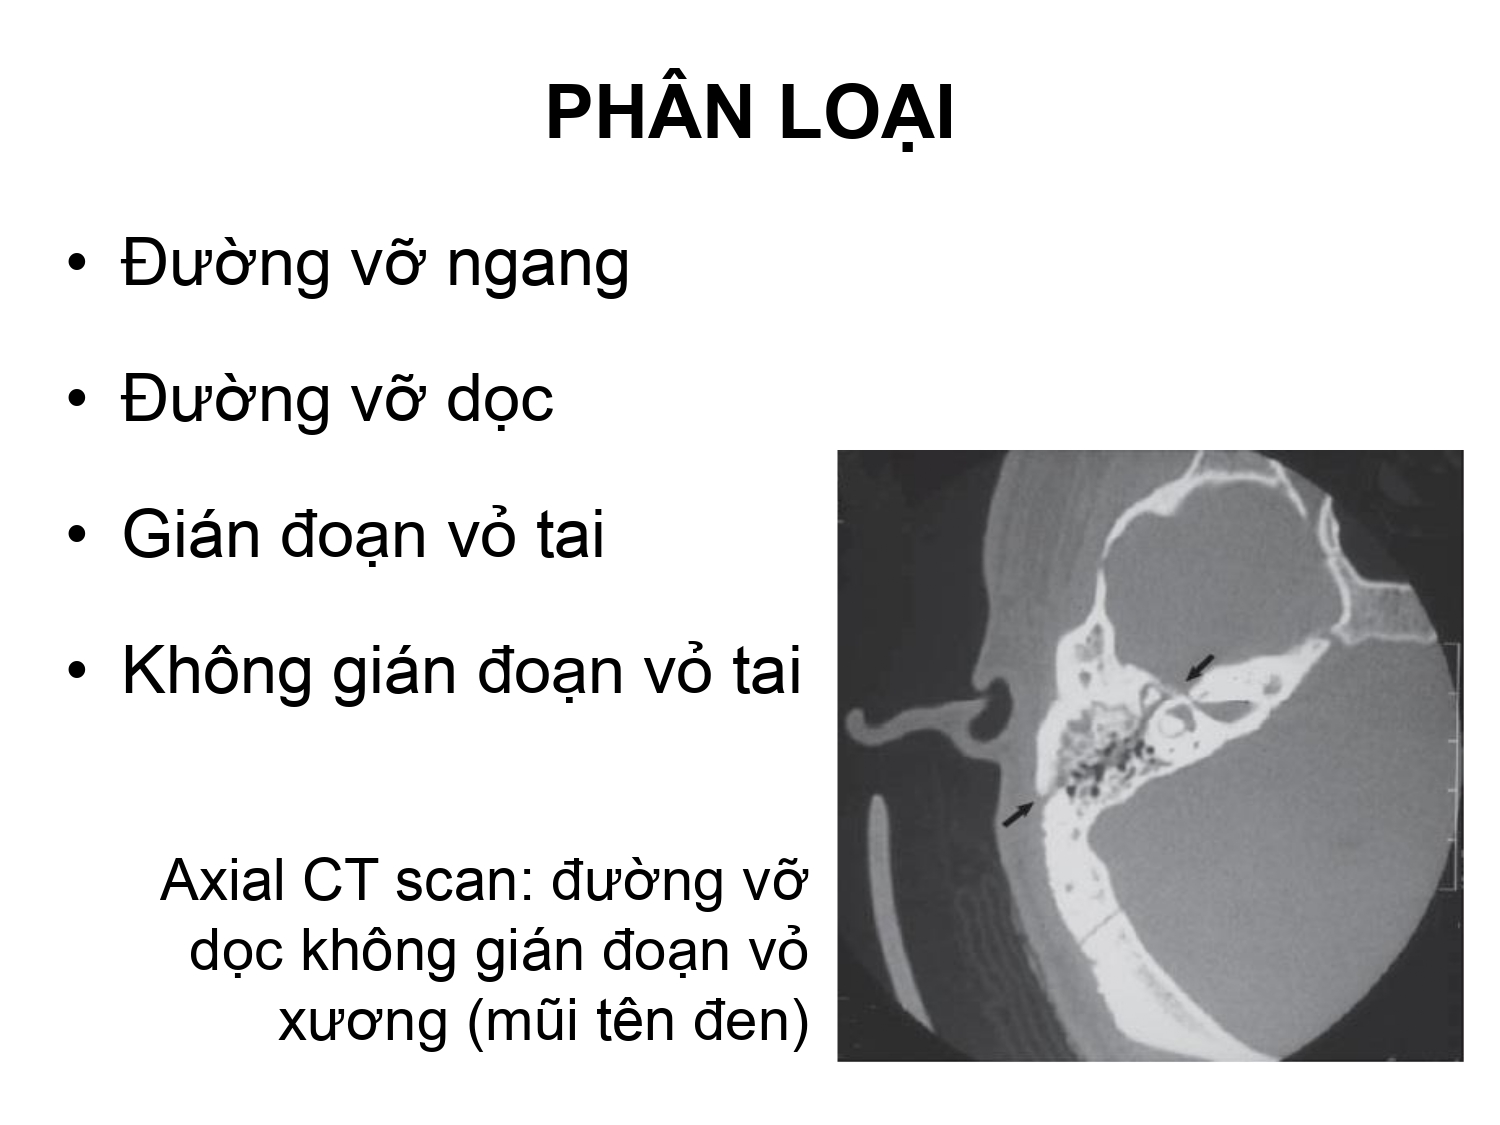 PHÂN LOẠI
• Đường vỡ ngang
• Đường vỡ dọc
• Gián đoạn vỏ tai
• Không gián đoạn vỏ tai
Axial CT scan: đường vỡ
dọc không gián đoạn vỏ
xương (mũi tên đen)